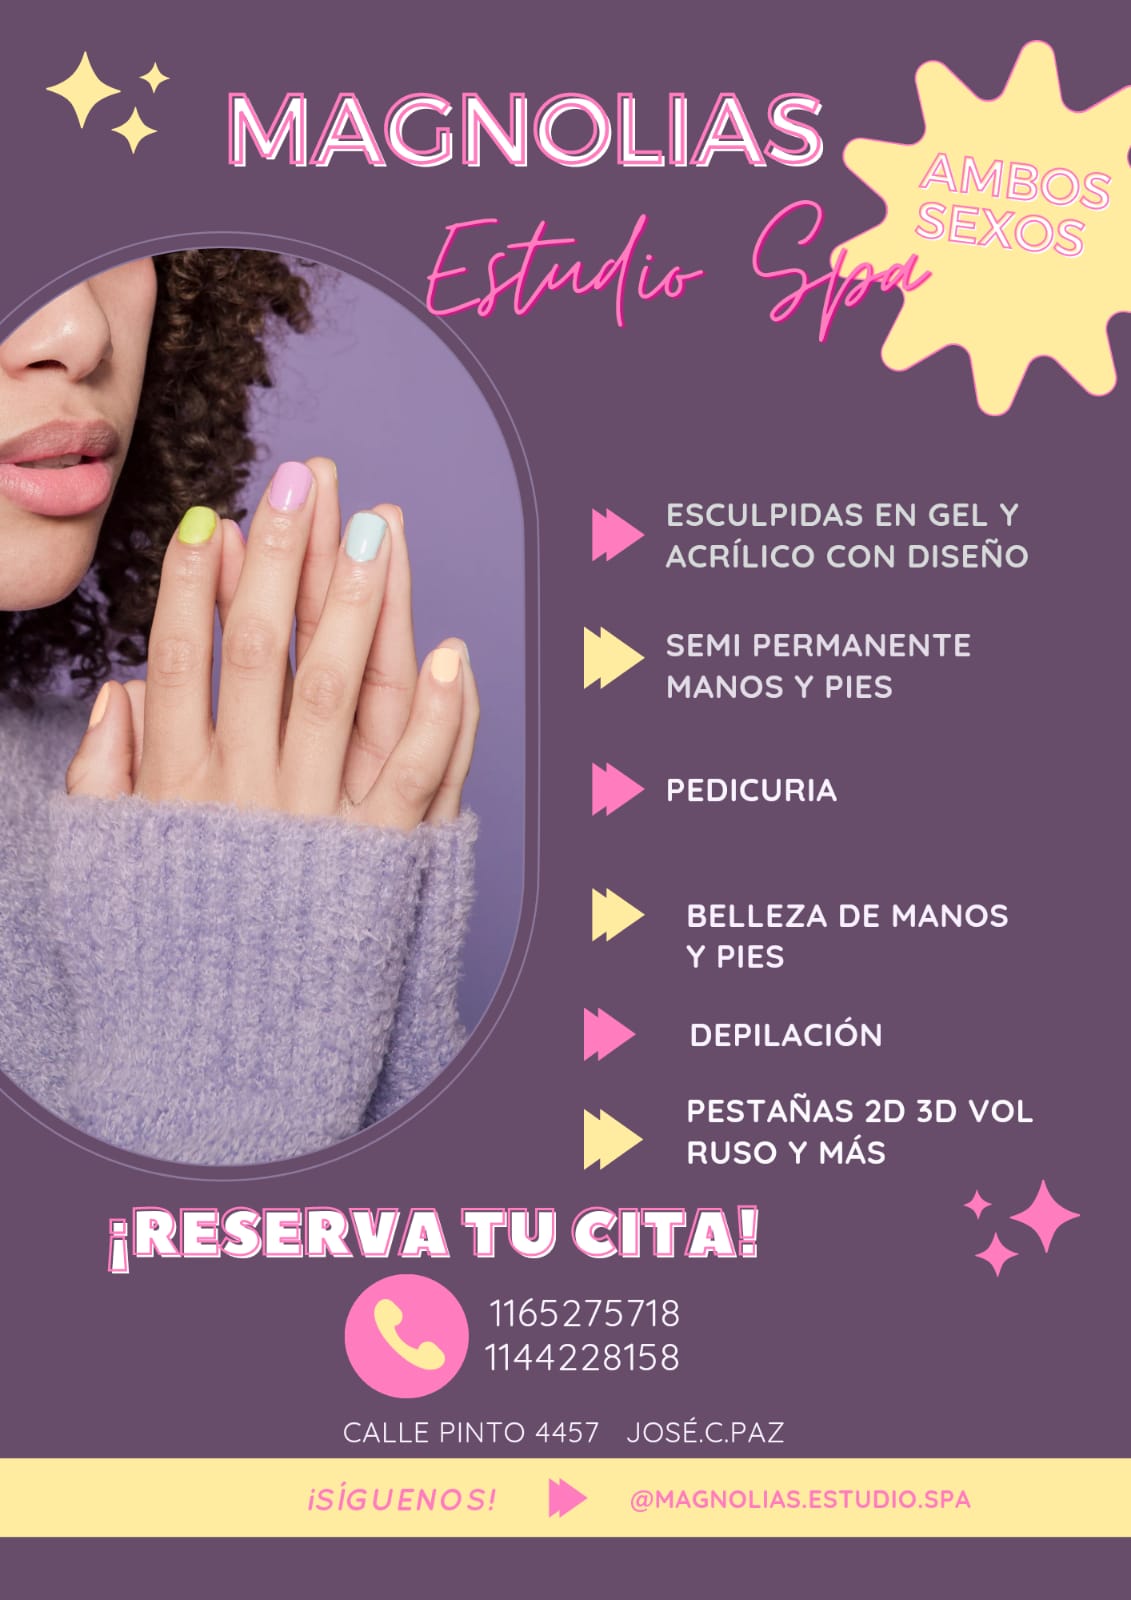 MAGNOLIAS
Estudio Spa
AMBOS
SEXOS
ESCULPIDAS EN GEL Y
ACRÍLICO CON DISEÑO
SEMI PERMANENTE
MANOS Y PIES
PEDICURIA
BELLEZA DE MANOS
Y PIES
DEPILACIÓN
PESTAÑAS 2D 3D VOL
RUSO Y MÁS
¡RESERVA TU CITA!
1165275718
1144228158
CALLE PINTO 4457 JOSÉ.C.PAZ
¡SÍGUENOS! @MAGNOLIAS.ESTUDIO.SPA